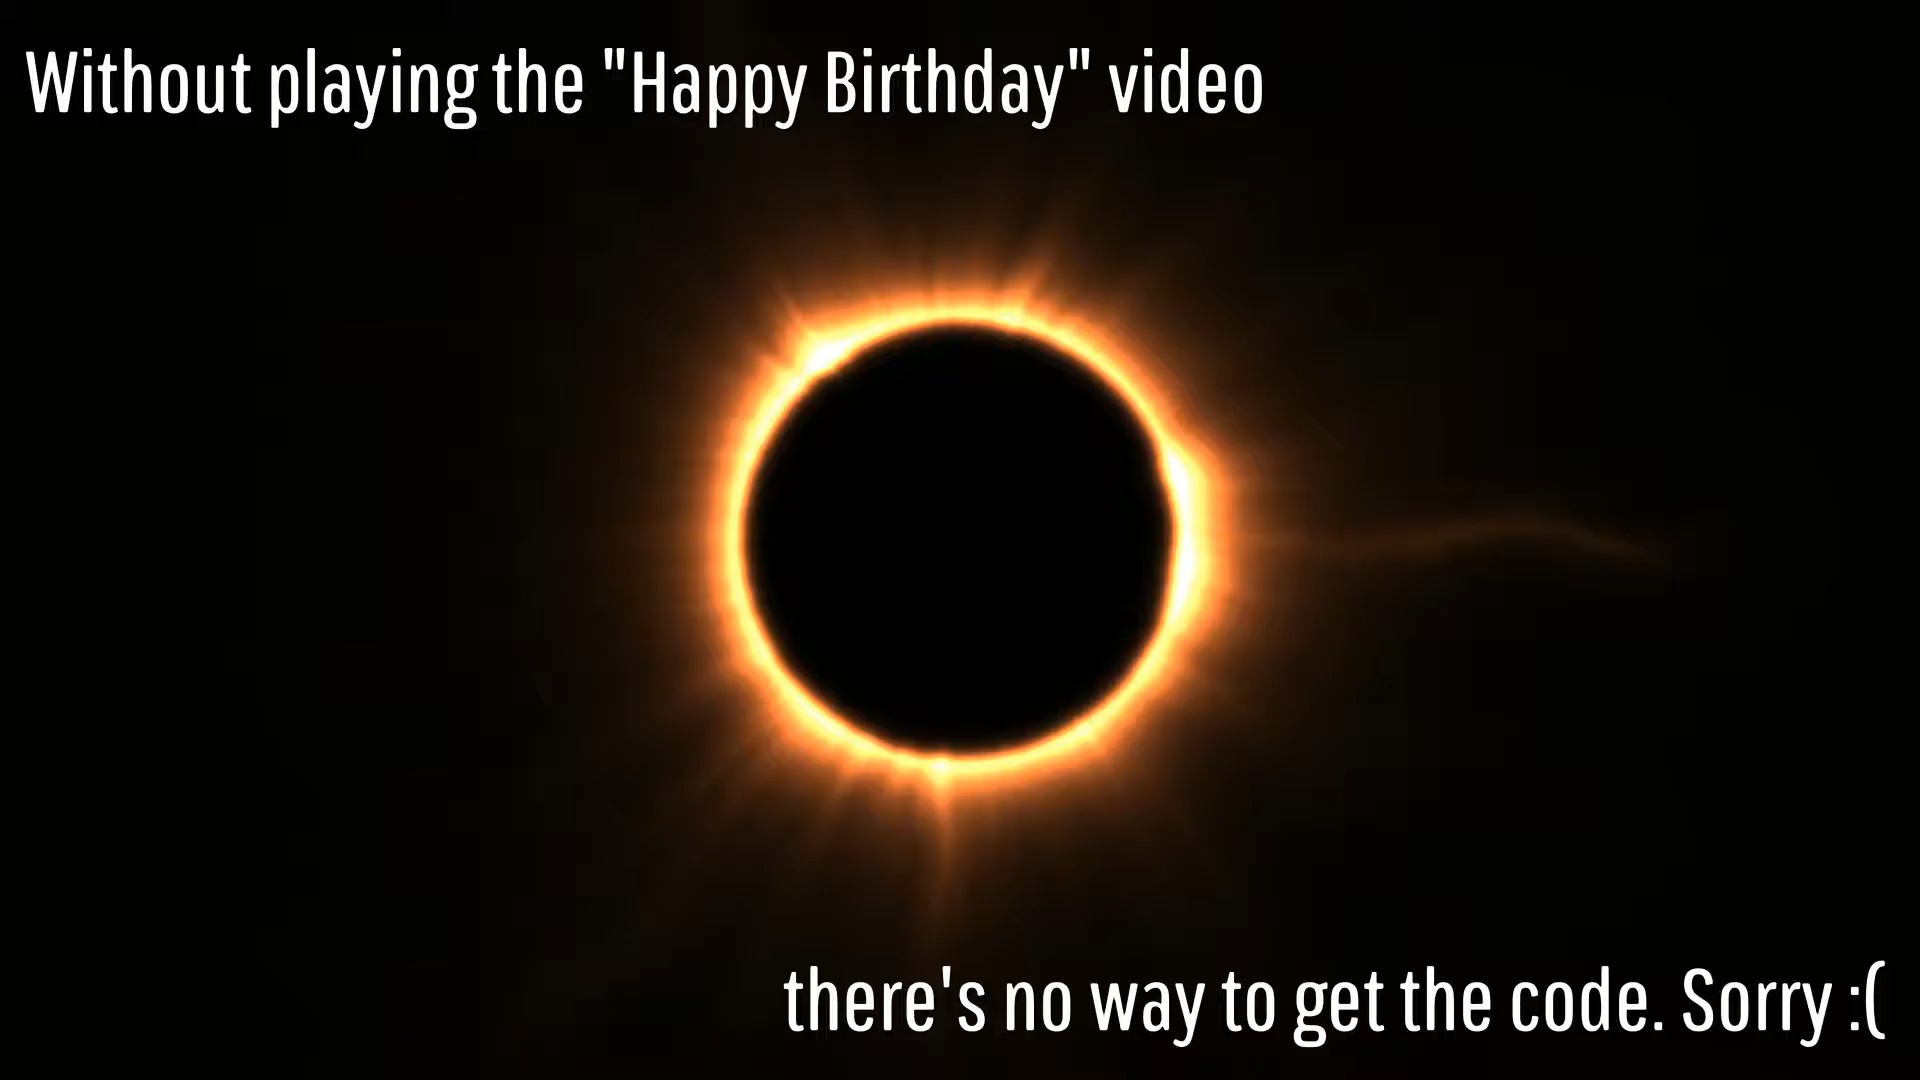 Without playing the "Happy Birthday" video
there's no way to get the code. Sorry :(